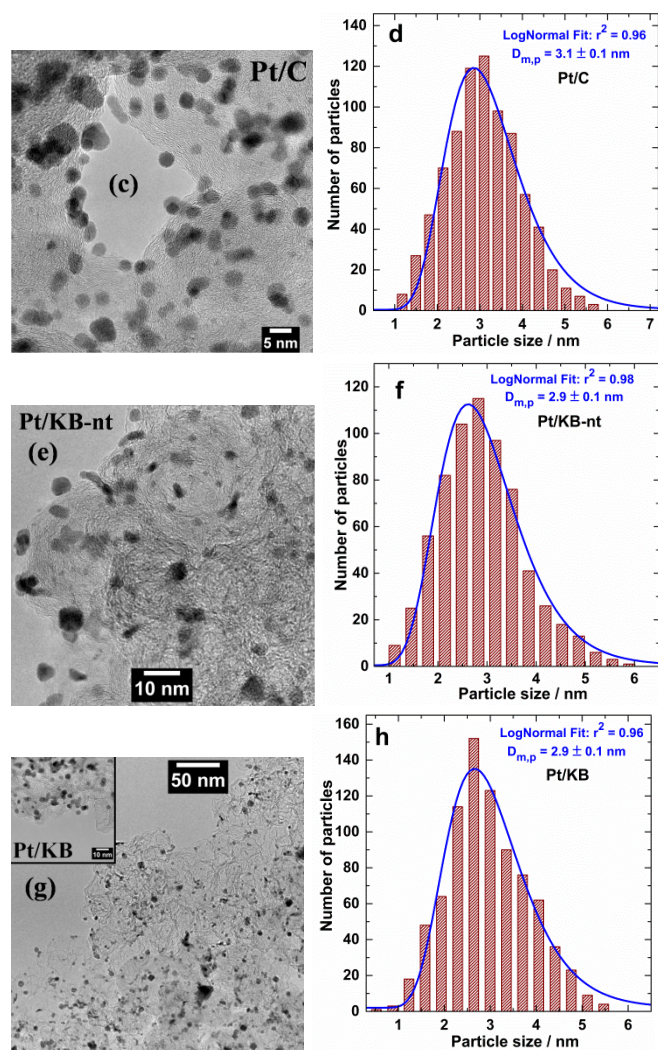 Pt/C
(c)
5 nm
d
LogNormal Fit: r² = 0.96
Dₘ,ₚ = 3.1 ± 0.1 nm
Pt/C
Number of particles
140
120
100
80
60
40
20
0
1 2 3 4 5 6 7
Particle size / nm
Pt/KB-nt
(e)
10 nm
f
LogNormal Fit: r² = 0.98
Dₘ,ₚ = 2.9 ± 0.1 nm
Pt/KB-nt
Number of particles
120
100
80
60
40
20
0
1 2 3 4 5 6
Particle size / nm
50 nm
10 nm
Pt/KB
(g)
h
LogNormal Fit: r² = 0.96
Dₘ,ₚ = 2.9 ± 0.1 nm
Pt/KB
Number of particles
160
140
120
100
80
60
40
20
0
1 2 3 4 5 6
Particle size / nm